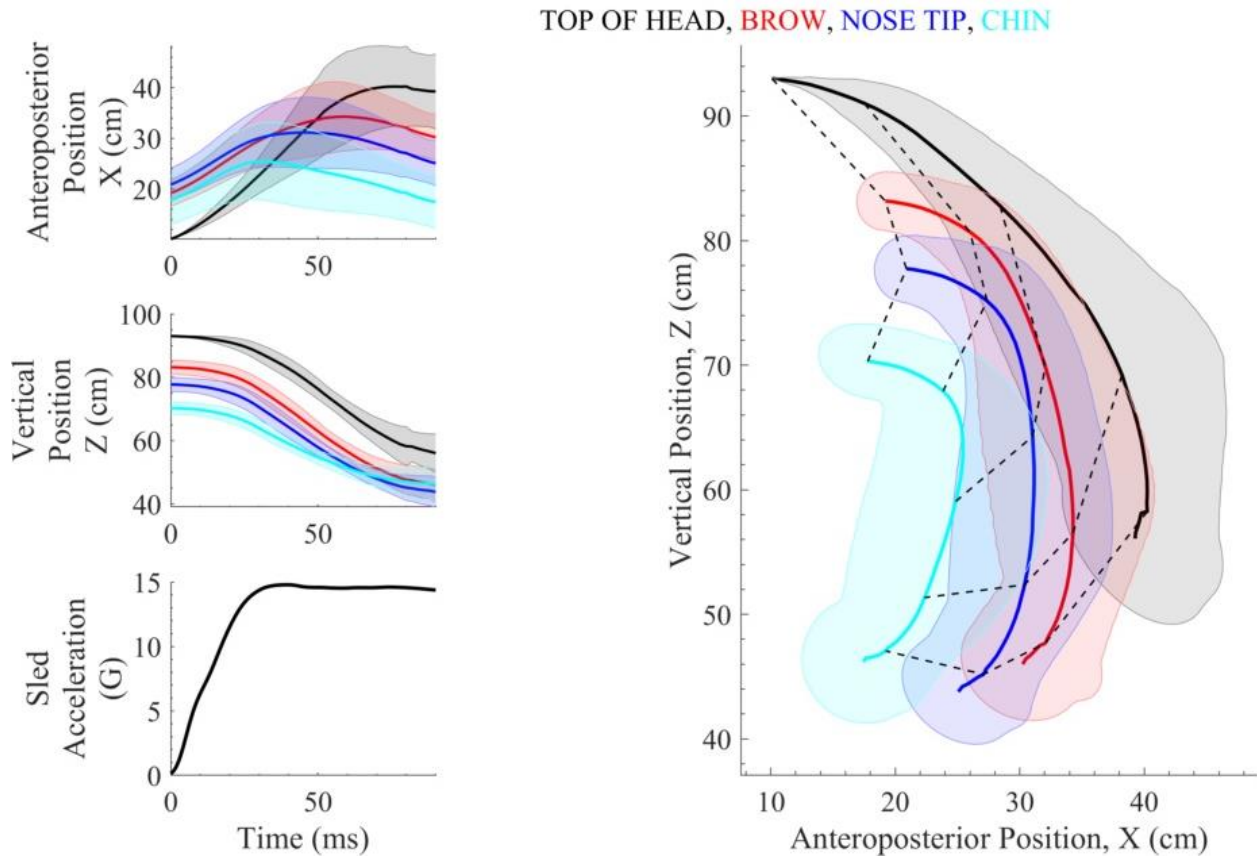 TOP OF HEAD, BROW, NOSE TIP, CHIN
Anteroposterior
Position
X (cm)
40
30
20
0
50
Vertical
Position
Z (cm)
100
80
60
40
0
50
Sled
Acceleration
(G)
15
10
5
0
0
50
Time (ms)
Vertical Position, Z (cm)
90
80
70
60
50
40
10
20
30
40
Anteroposterior Position, X (cm)